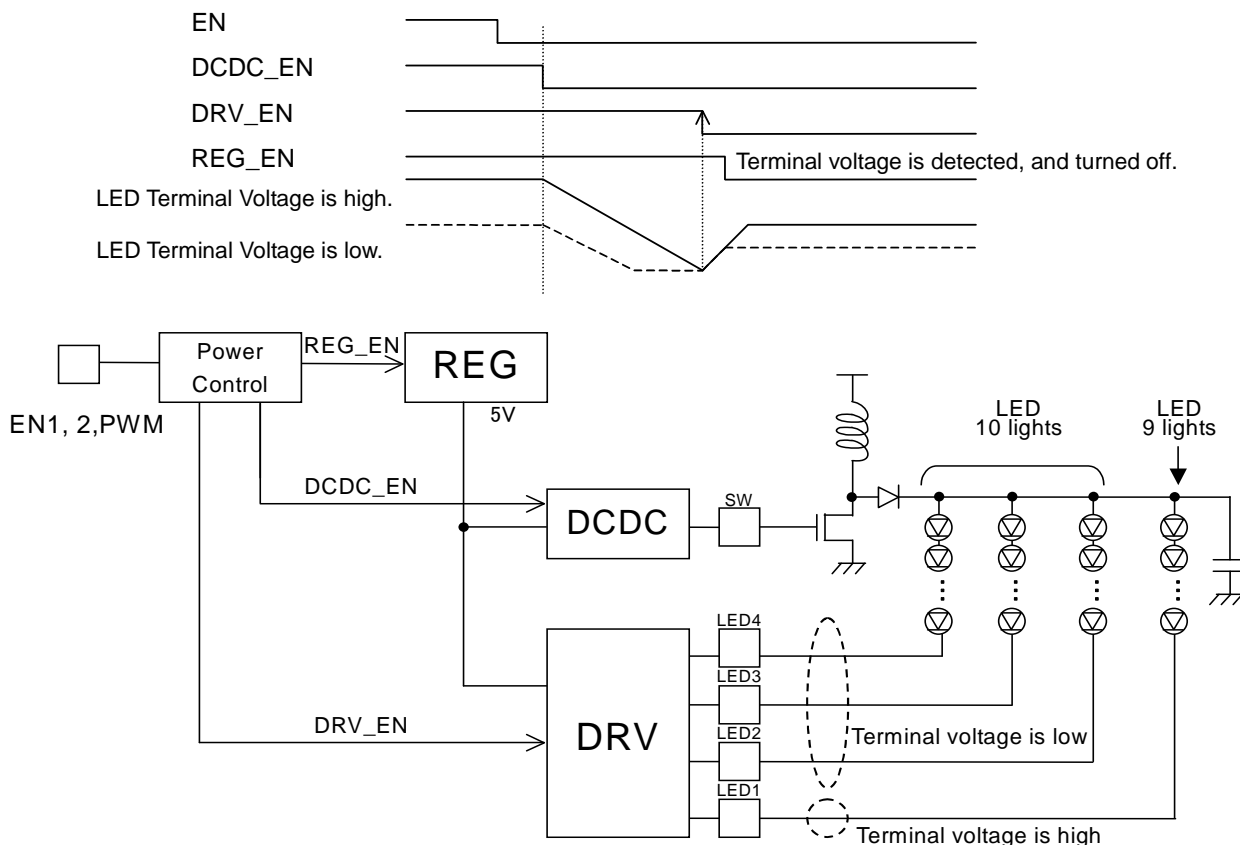 EN
DCDC_EN
DRV_EN
REG_EN
Terminal voltage is detected, and turned off.
LED Terminal Voltage is high.
LED Terminal Voltage is low.
Power
Control
REG_EN
REG
5V
EN1, 2,PWM
LED
10 lights
LED
9 lights
DCDC_EN
DCDC
SW
LED4
LED3
DRV_EN
DRV
Terminal voltage is low
LED2
LED1
Terminal voltage is high